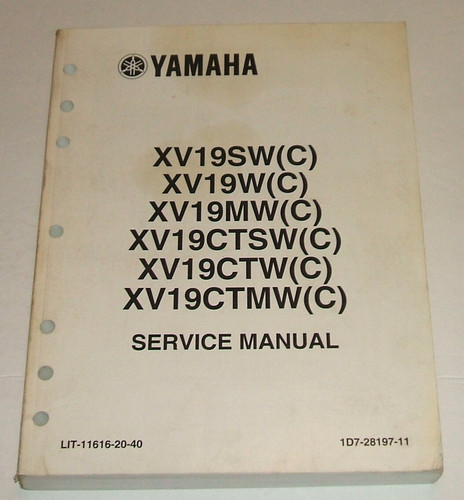 YAMAHA
XV19SW(C)
XV19W(C)
XV19MW(C)
XV19CTSW(C)
XV19CTW(C)
XV19CTMW(C)
SERVICE MANUAL
LIT-11616-20-40 1D7-28197-11